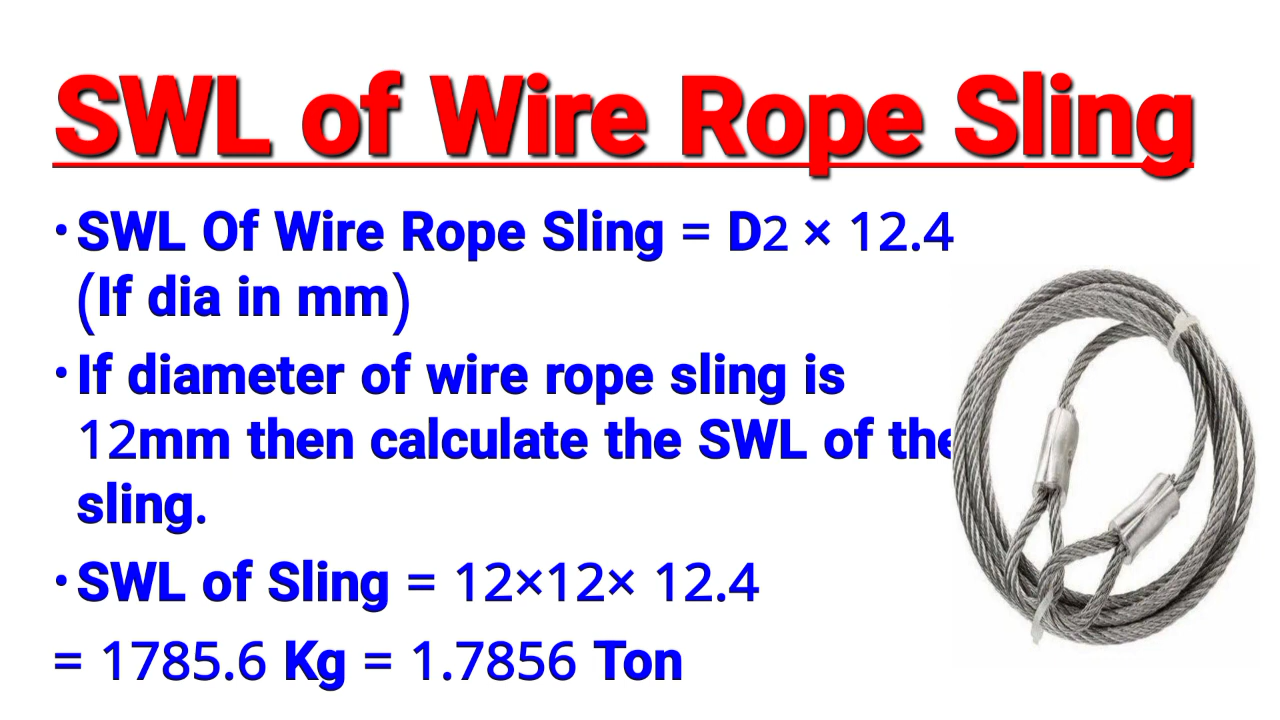 SWL of Wire Rope Sling
• SWL Of Wire Rope Sling = D2 × 12.4
(If dia in mm)
• If diameter of wire rope sling is
12mm then calculate the SWL of the
sling.
• SWL of Sling = 12×12× 12.4
= 1785.6 Kg = 1.7856 Ton